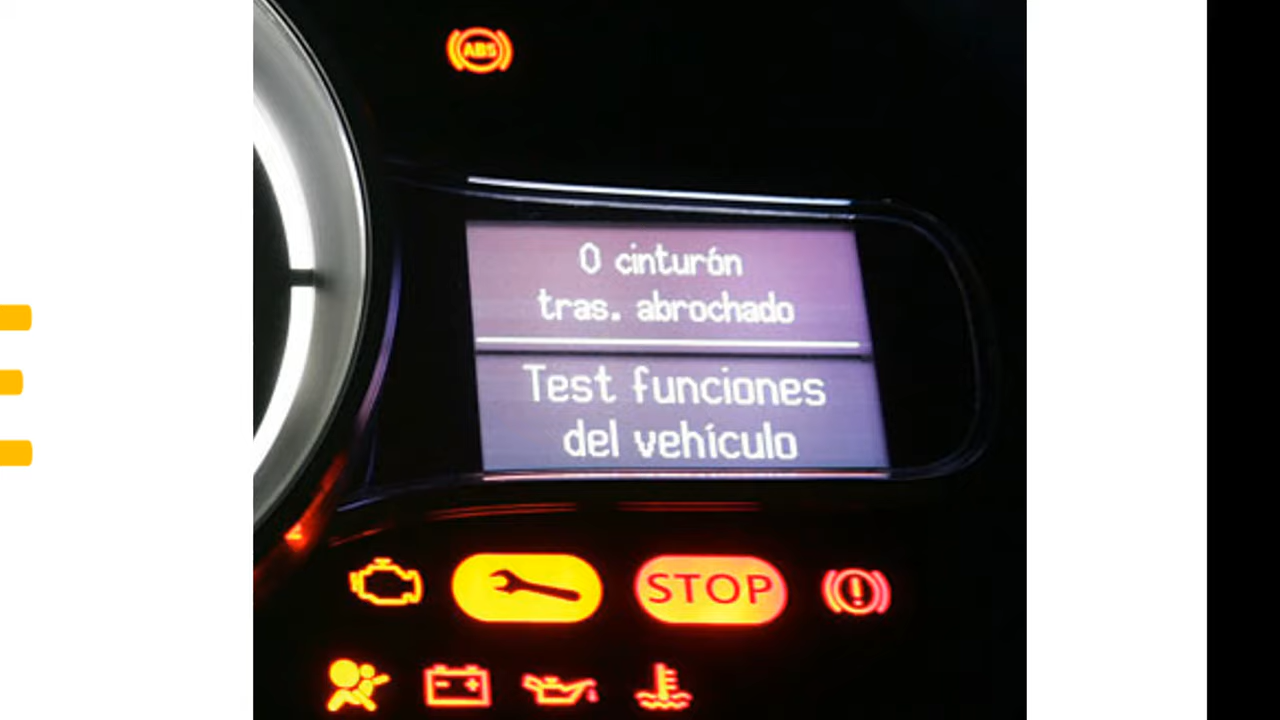 ABS
0 cinturón
tras. abrochado
Test funciones
del vehículo
STOP